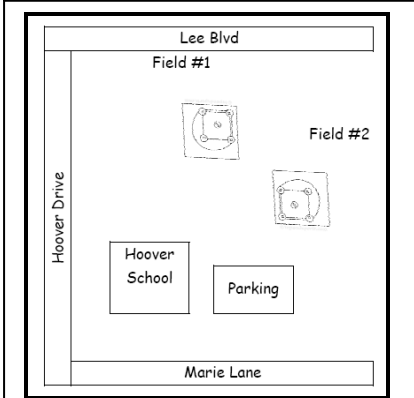 Lee Blvd
Field #1
Field #2
Hoover Drive
Hoover
School
Parking
Marie Lane